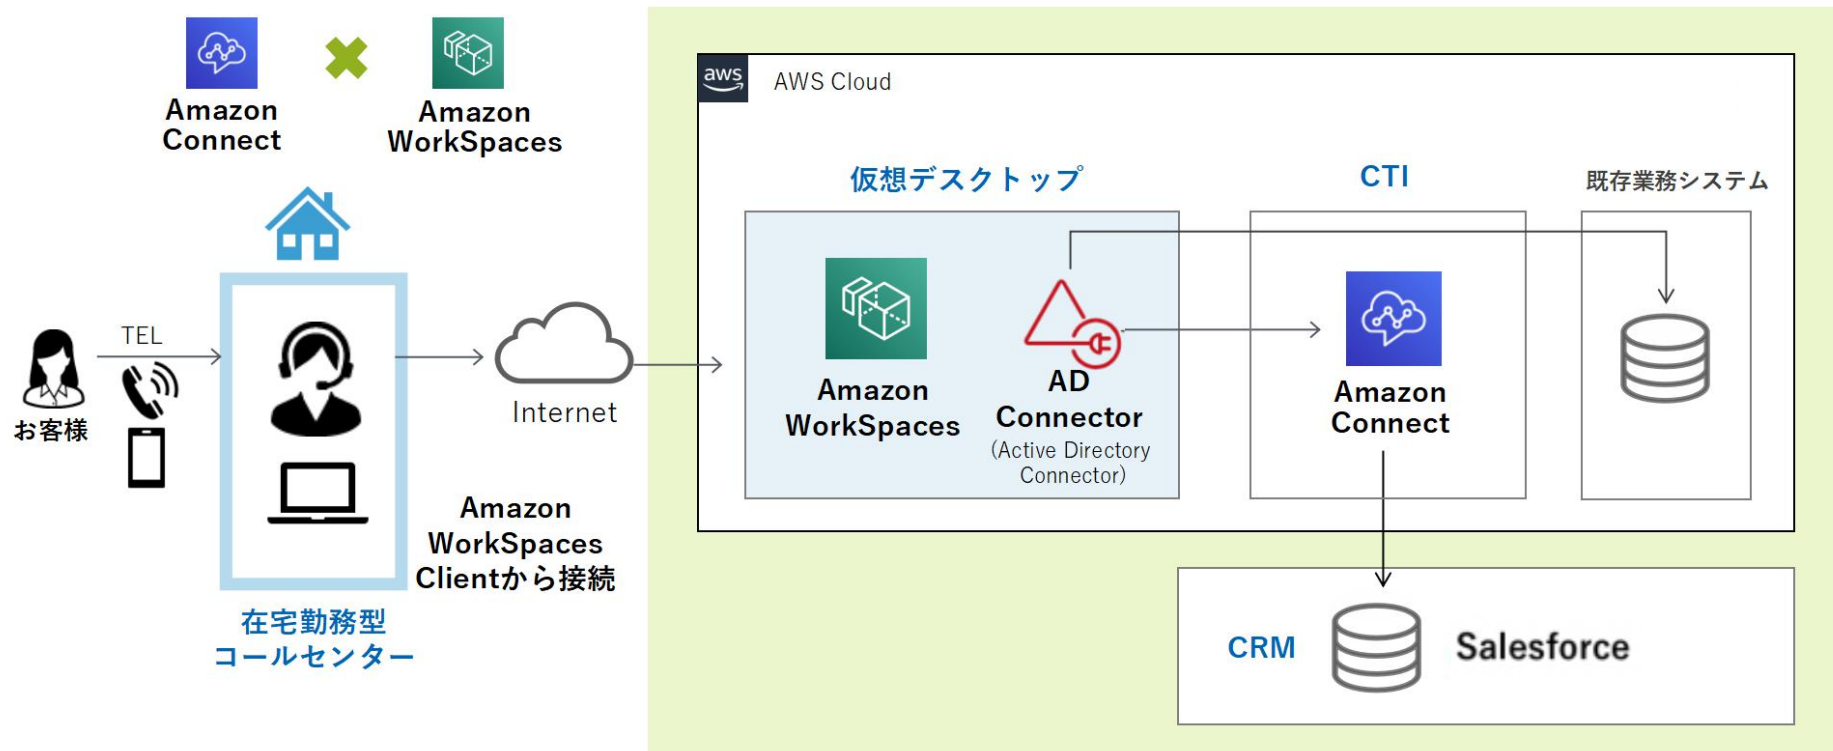 Amazon
Connect
Amazon
WorkSpaces
aws
AWS Cloud
仮想デスクトップ
CTI
既存業務システム
TEL
お客様
Internet
Amazon
WorkSpaces
AD
Connector
(Active Directory
Connector)
Amazon
Connect
Amazon
WorkSpaces
Clientから接続
在宅勤務型
コールセンター
CRM
Salesforce